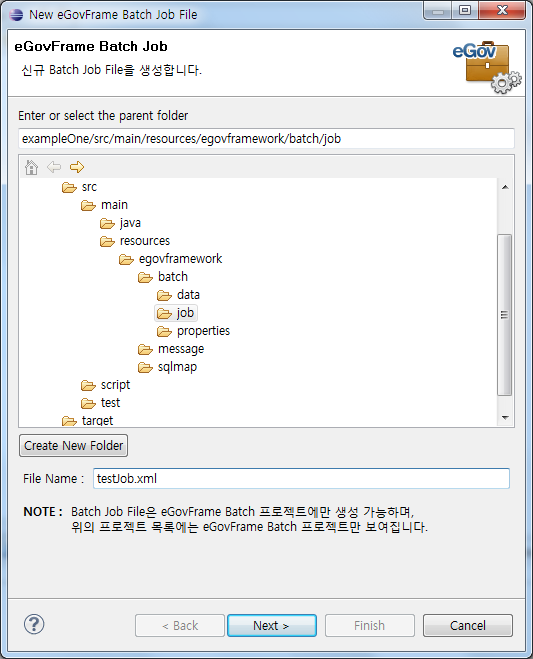 New eGovFrame Batch Job File
eGovFrame Batch Job
신규 Batch Job File을 생성합니다.
eGov
Enter or select the parent folder
exampleOne/src/main/resources/egovframework/batch/job
src
main
java
resources
egovframework
batch
data
job
properties
message
sqlmap
script
test
target
Create New Folder
File Name : testJob.xml
NOTE : Batch Job File은 eGovFrame Batch 프로젝트에만 생성 가능하며,
위의 프로젝트 목록에는 eGovFrame Batch 프로젝트만 보여집니다.
? < Back Next > Finish Cancel